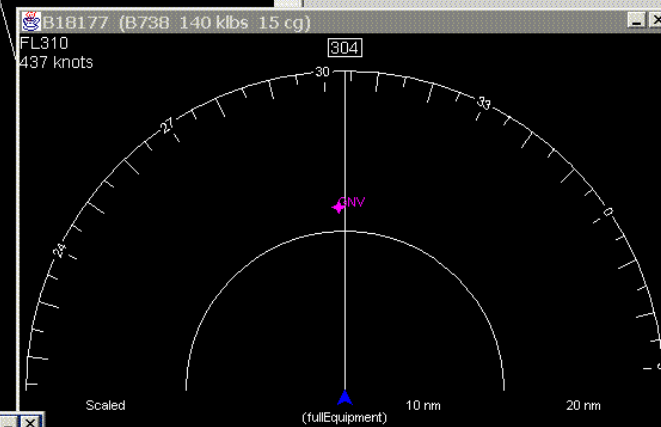 B18177 (B738 140 klbs 15 cg)
FL310
437 knots
304
30
33
27
0
24
GNV
Scaled
10 nm
20 nm
(fullEquipment)